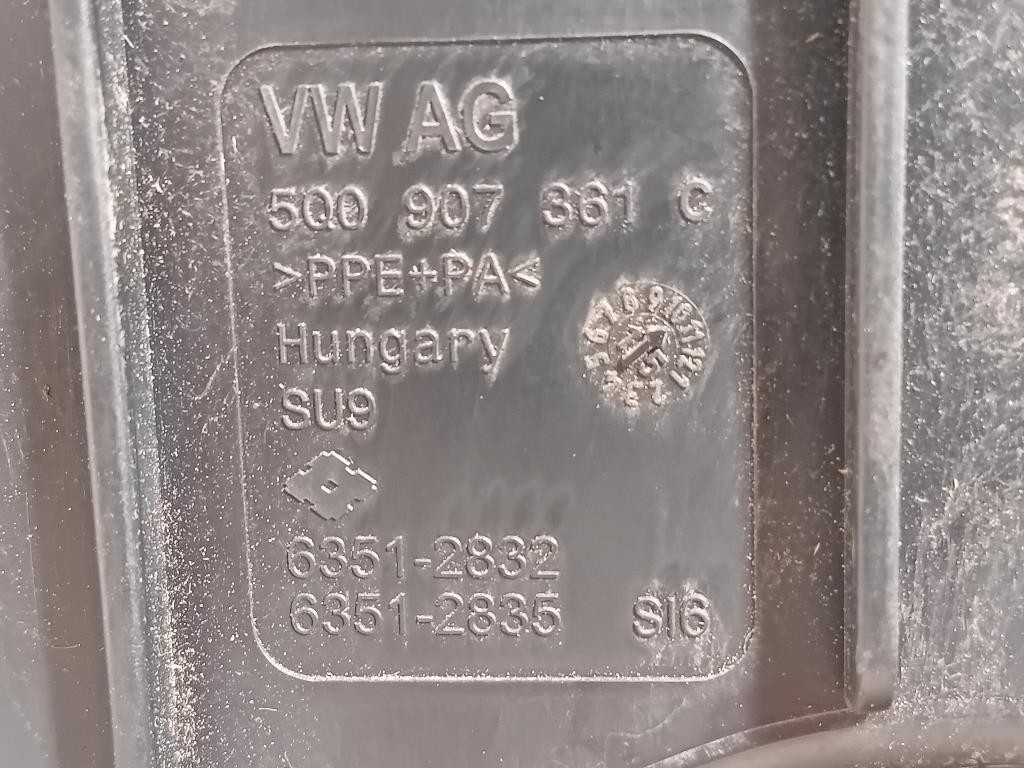 VW AG
5Q0 907 361 C
>PPE+PA<
Hungary
SU9
6351-2832
6351-2835 SI6